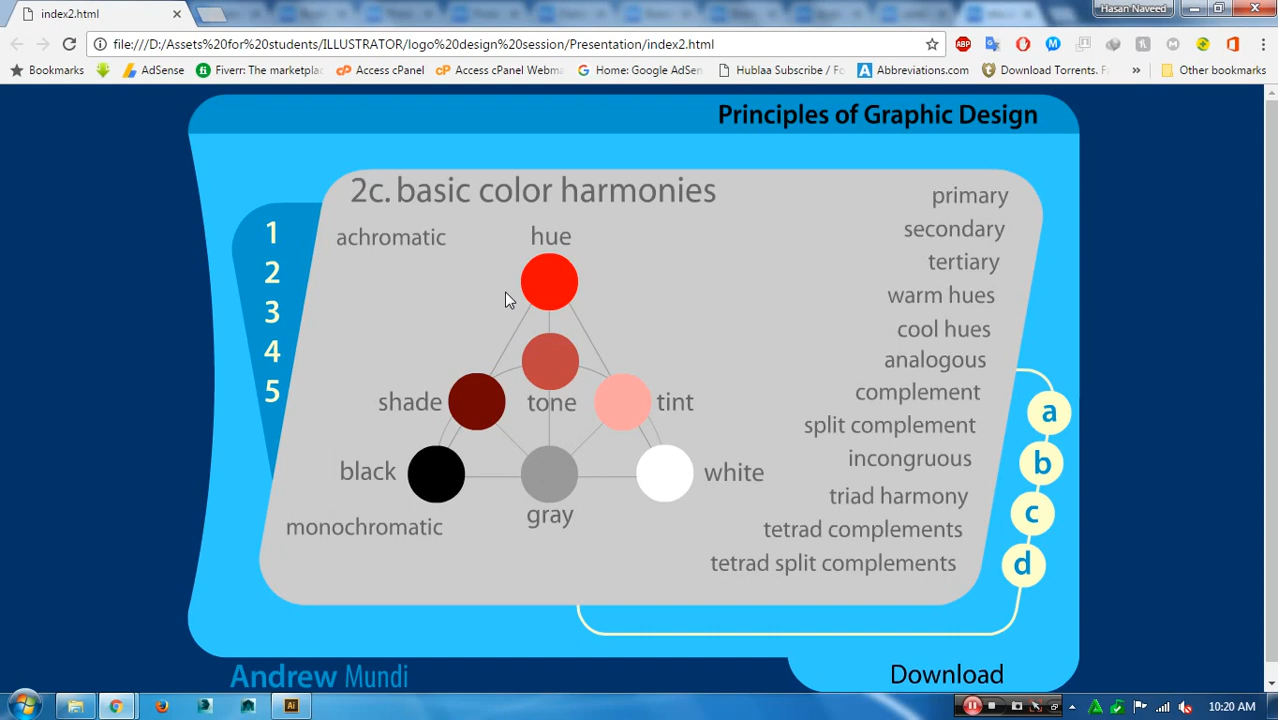 index2.html
Hasan Naveed
file:///D:/Assets%20for%20students/ILLUSTRATOR/logo%20design%20session/Presentation/index2.html
ABP
Bookmarks
AdSense
Fiverr: The marketpla
Access cPanel
Access cPanel Webma
Home: Google AdSen
Hublaa Subscribe / Fo
Abbreviations.com
Download Torrents. Fa
»
Other bookmarks
Principles of Graphic Design
2c. basic color harmonies
achromatic
hue
shade
tone
tint
black
white
gray
monochromatic
primary
secondary
tertiary
warm hues
cool hues
analogous
complement
split complement
incongruous
triad harmony
tetrad complements
tetrad split complements
1
2
3
4
5
a
b
c
d
Andrew Mundi
Download
Ai
10:20 AM